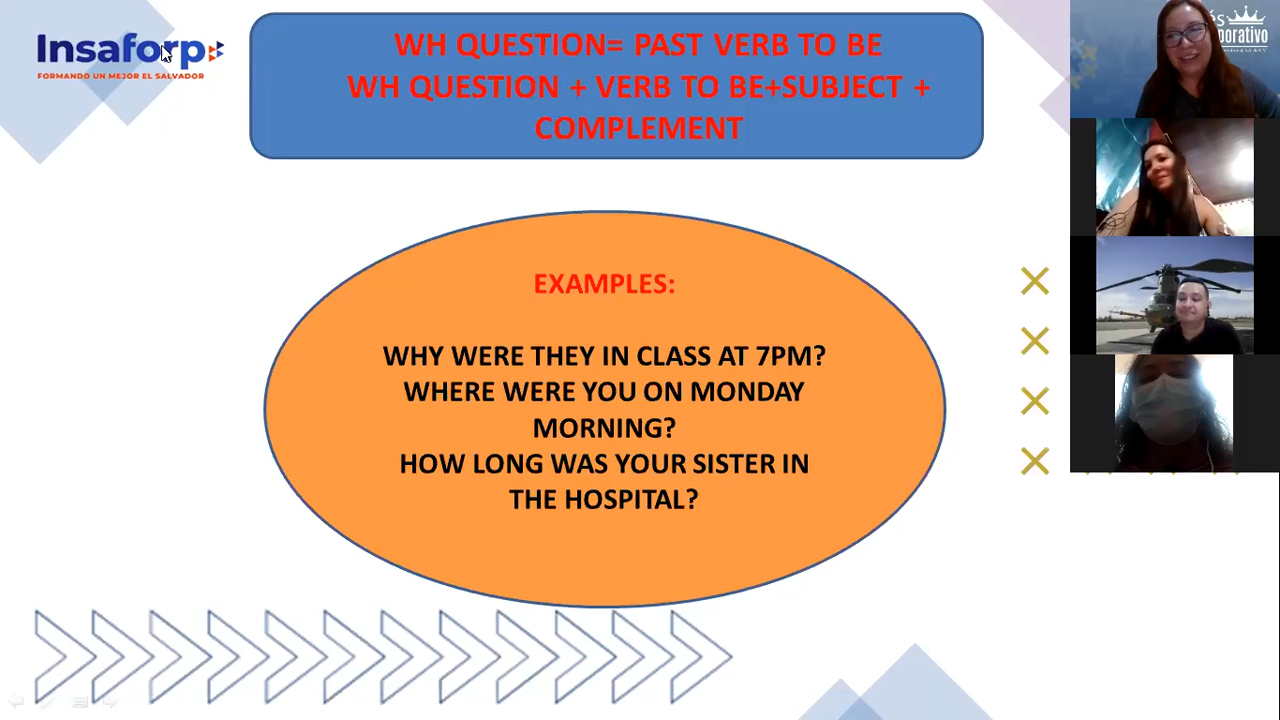 Insaforp
FORMANDO UN MEJOR EL SALVADOR
WH QUESTION= PAST VERB TO BE
WH QUESTION + VERB TO BE+SUBJECT +
COMPLEMENT
EXAMPLES:
WHY WERE THEY IN CLASS AT 7PM?
WHERE WERE YOU ON MONDAY
MORNING?
HOW LONG WAS YOUR SISTER IN
THE HOSPITAL?